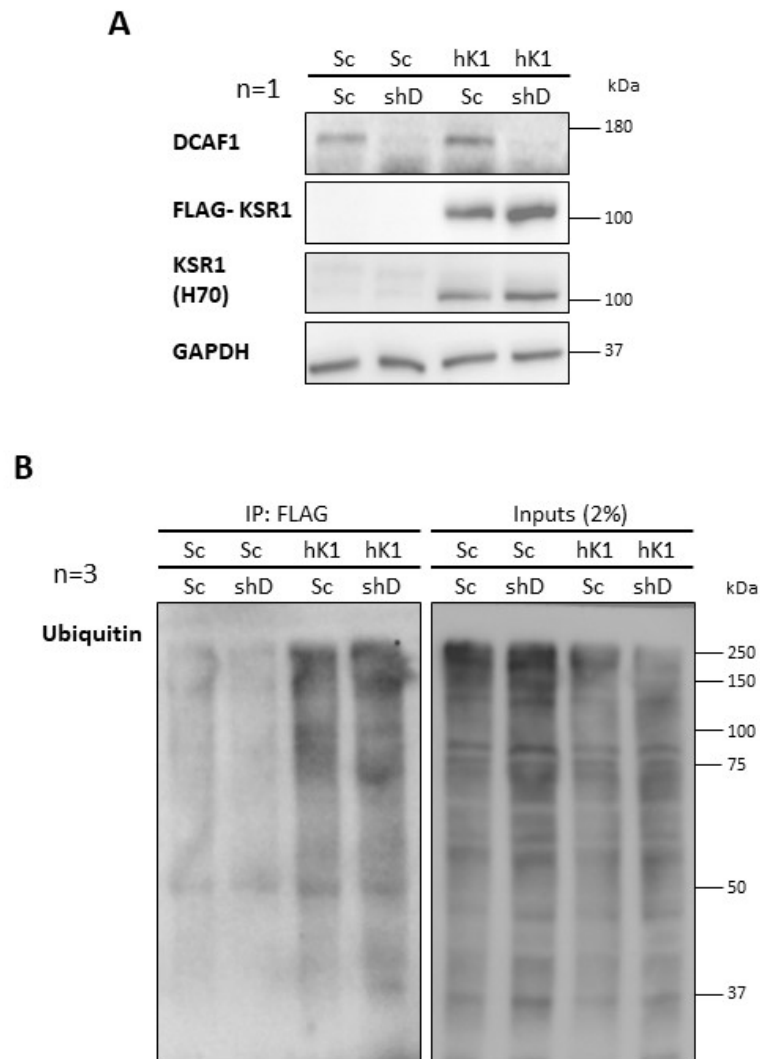 A
Sc Sc hK1 hK1
n=1
Sc shD Sc shD
kDa
DCAF1
180
FLAG- KSR1
100
KSR1
(H70)
100
GAPDH
37
B
IP: FLAG Inputs (2%)
Sc Sc hK1 hK1 Sc Sc hK1 hK1
n=3
Sc shD Sc shD Sc shD Sc shD
kDa
Ubiquitin
250
150
100
75
50
37